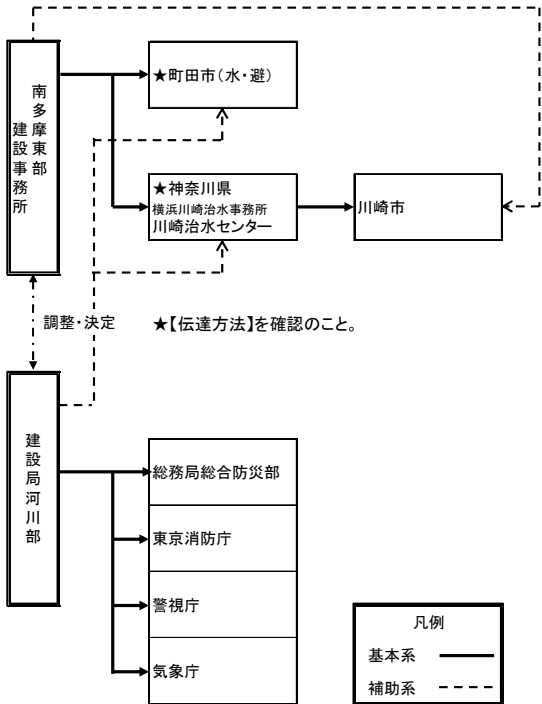 南多摩東部
建設事務所
★町田市（水・避）
★神奈川県
横浜川崎治水事務所
川崎治水センター
川崎市
調整・決定
★【伝達方法】を確認のこと。
建設局河川部
総務局総合防災部
東京消防庁
警視庁
気象庁
凡例
基本系
補助系